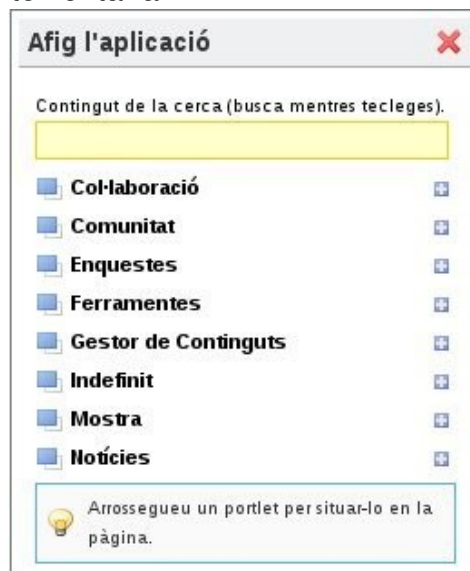 Afig l'aplicació
Contingut de la cerca (busca mentres tecleges).
Col·laboració
Comunitat
Enquestes
Ferramentes
Gestor de Continguts
Indefinit
Mostra
Notícies
Arrossegueu un portlet per situar-lo en la
pàgina.